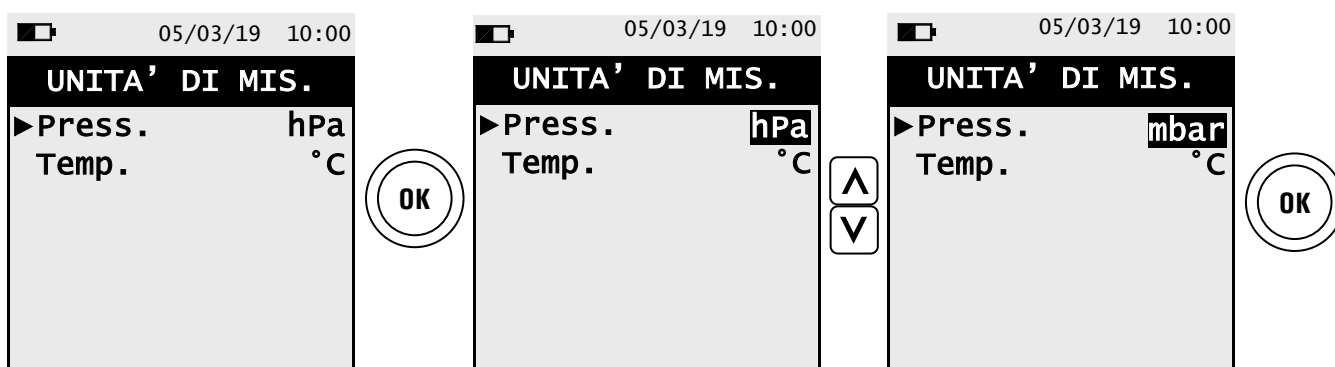 05/03/19 10:00
UNITA’ DI MIS.
►Press. hPa
Temp. °C
OK
05/03/19 10:00
UNITA’ DI MIS.
►Press. hPa
Temp. °C
05/03/19 10:00
UNITA’ DI MIS.
►Press. mbar
Temp. °C
OK